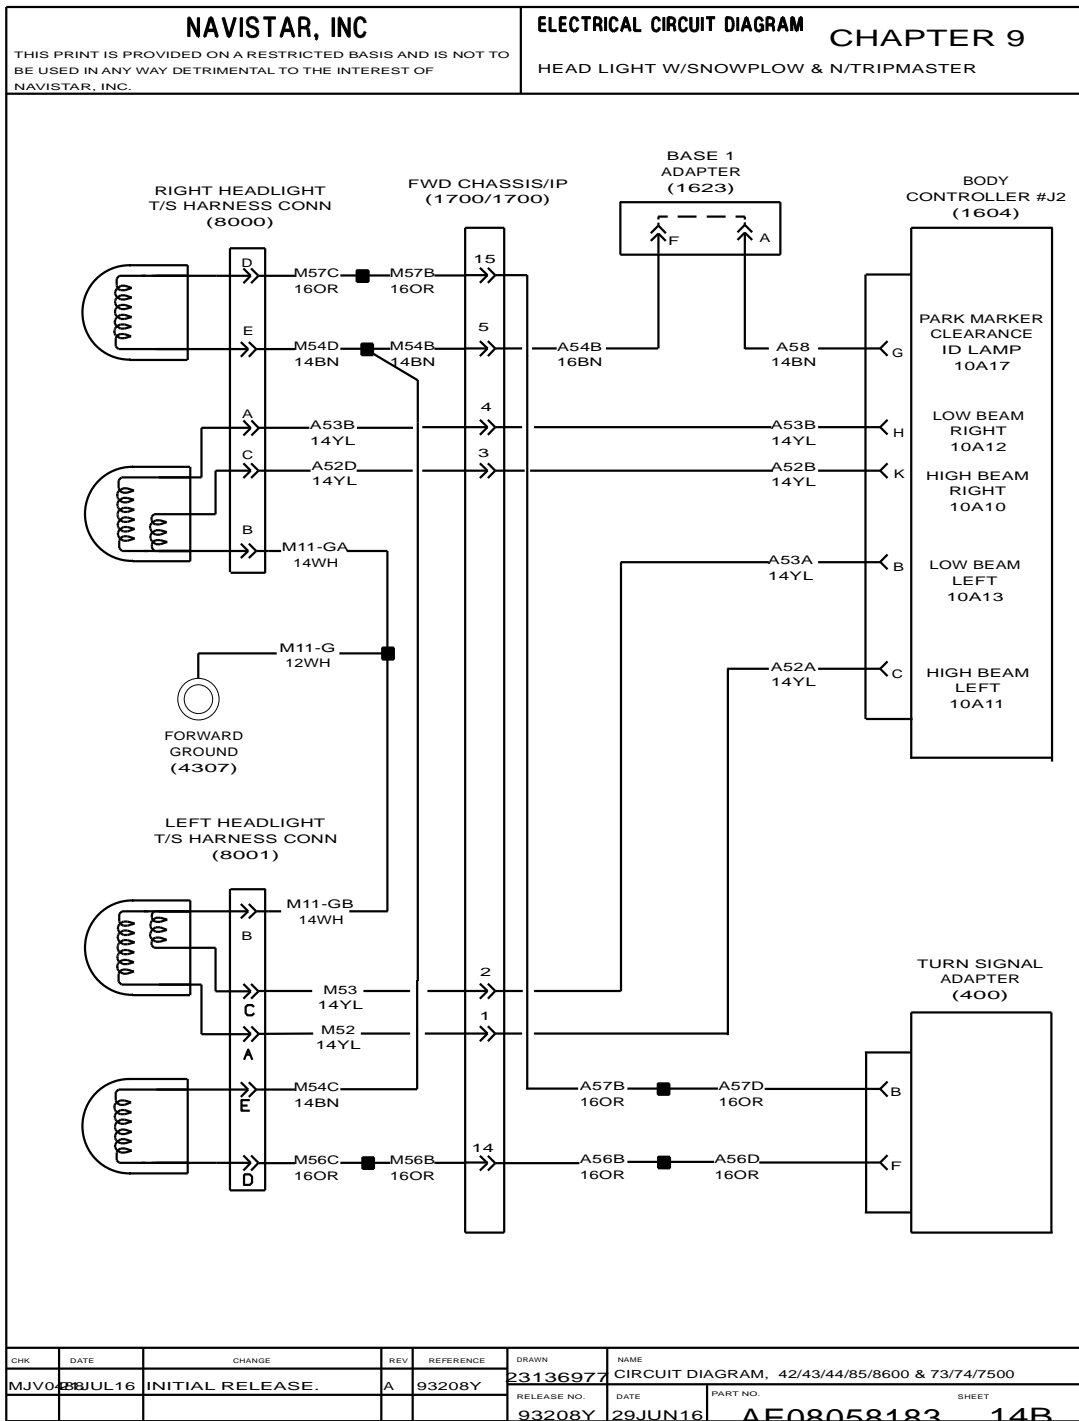 NAVISTAR, INC
THIS PRINT IS PROVIDED ON A RESTRICTED BASIS AND IS NOT TO
BE USED IN ANY WAY DETRIMENTAL TO THE INTEREST OF
NAVISTAR, INC.
ELECTRICAL CIRCUIT DIAGRAM
CHAPTER 9
HEAD LIGHT W/SNOWPLOW & N/TRIPMASTER
RIGHT HEADLIGHT
T/S HARNESS CONN
(8000)
FWD CHASSIS/IP
(1700/1700)
BASE 1
ADAPTER
(1623)
F
A
BODY
CONTROLLER #J2
(1604)
D
M57C
16OR
M57B
16OR
15
E
M54D
14BN
M54B
14BN
5
A54B
16BN
A58
14BN
G
PARK MARKER
CLEARANCE
ID LAMP
10A17
A
A53B
14YL
4
A53B
14YL
H
LOW BEAM
RIGHT
10A12
C
A52D
14YL
3
A52B
14YL
K
HIGH BEAM
RIGHT
10A10
B
M11-GA
14WH
A53A
14YL
B
LOW BEAM
LEFT
10A13
M11-G
12WH
A52A
14YL
C
HIGH BEAM
LEFT
10A11
FORWARD
GROUND
(4307)
LEFT HEADLIGHT
T/S HARNESS CONN
(8001)
M11-GB
14WH
B
M53
14YL
2
C
M52
14YL
1
A
TURN SIGNAL
ADAPTER
(400)
M54C
14BN
E
A57B
16OR
A57D
16OR
B
M56C
16OR
M56B
16OR
14
D
A56B
16OR
A56D
16OR
F
CHK DATE CHANGE REV REFERENCE
INITIAL RELEASE. A 93208Y
DRAWN
23136977
NAME
CIRCUIT DIAGRAM, 42/43/44/85/8600 & 73/74/7500
RELEASE NO.
93208Y
DATE
29JUN16
PART NO.
AE08058183
SHEET
14B